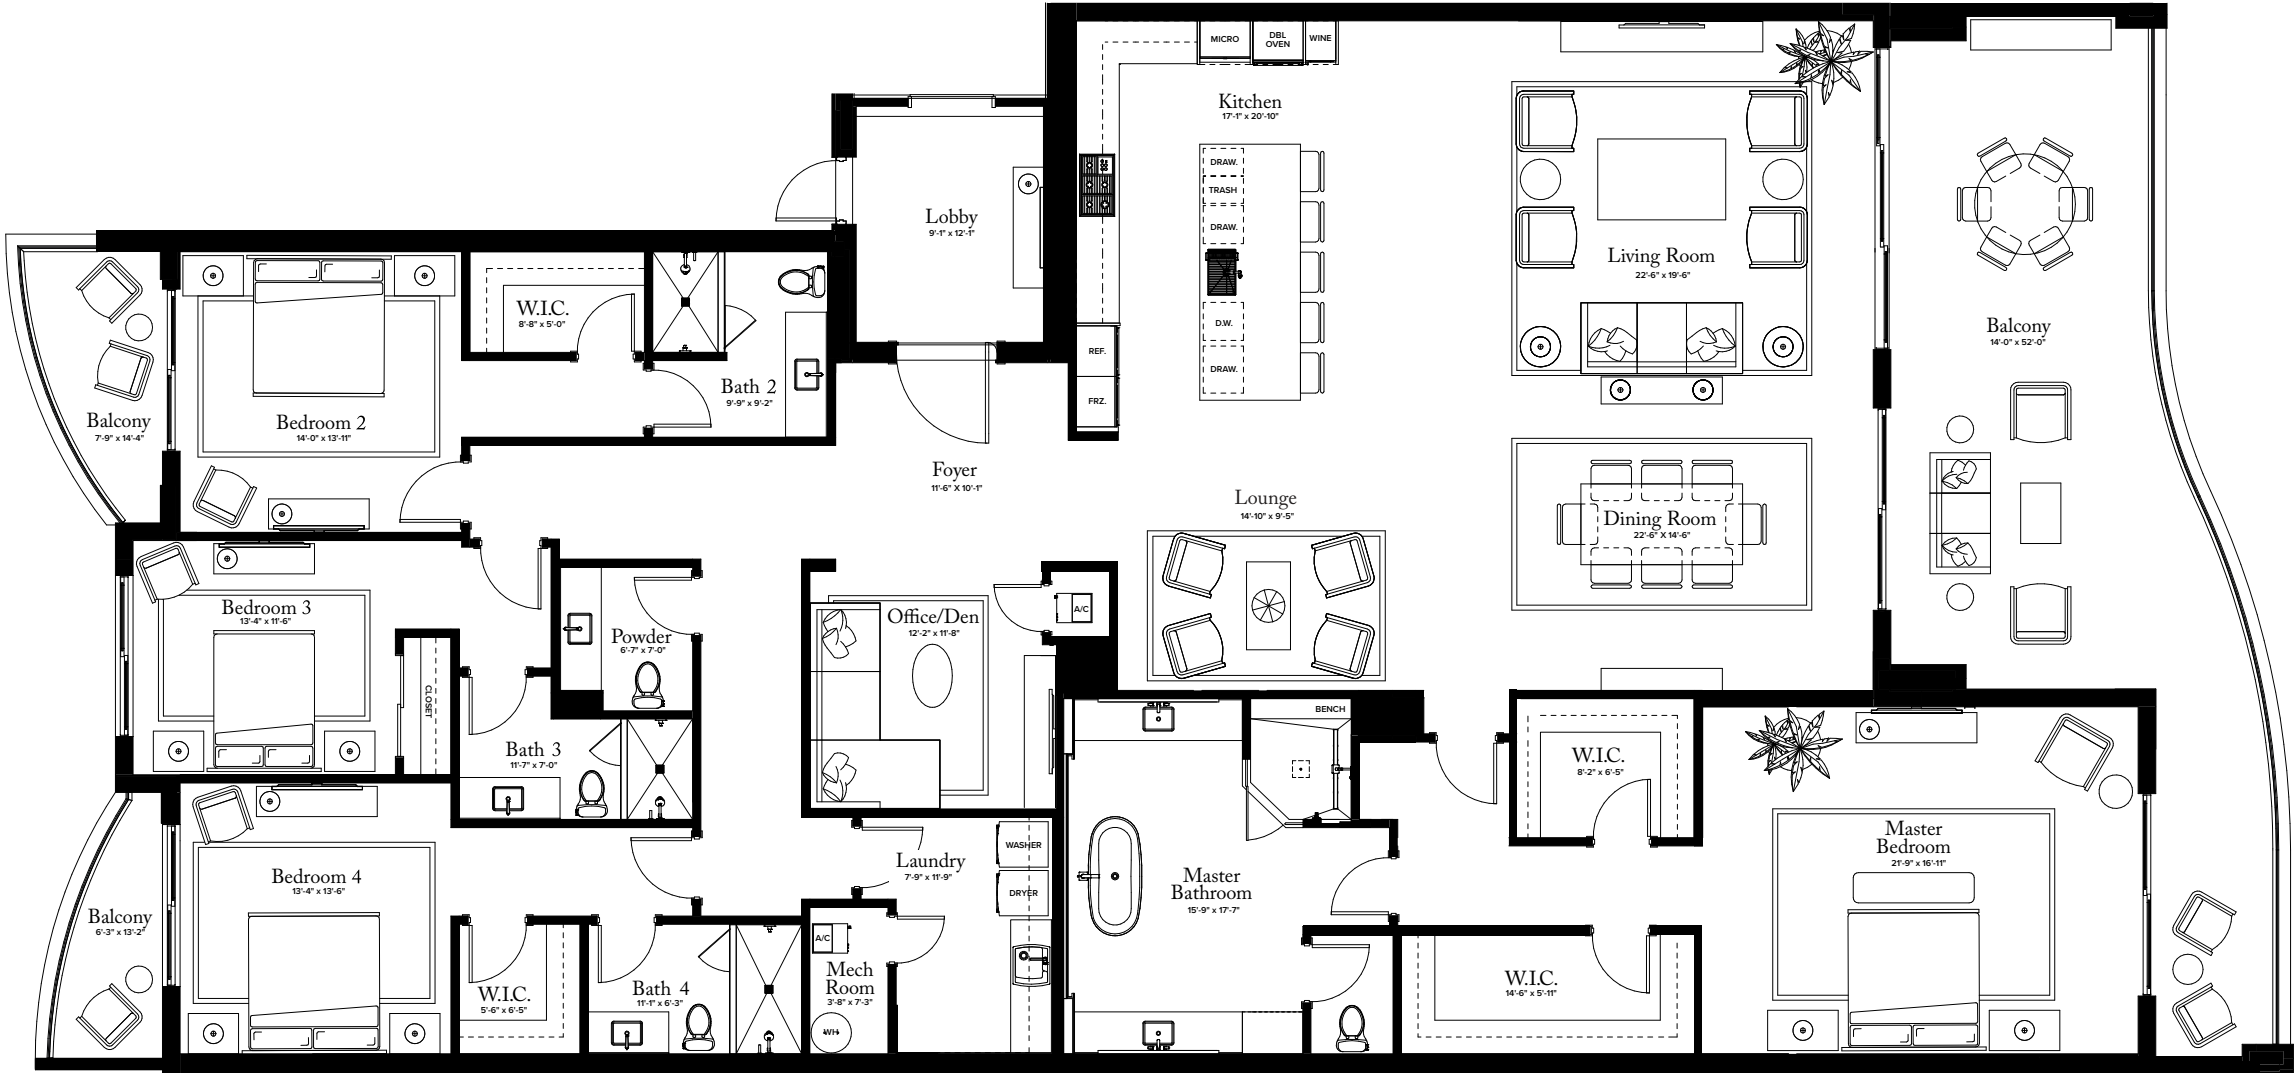 MICRO
DBL
OVEN
WINE
Kitchen
17'-1" x 20'-10"
DRAW.
TRASH
DRAW.
D.W.
DRAW.
REF.
FRZ.
Lobby
9'-1" x 12'-1"
Living Room
22'-6" x 19'-6"
Balcony
14'-0" x 52'-0"
W.I.C.
8'-8" x 5'-0"
Bath 2
9'-9" x 9'-2"
Balcony
7'-9" x 14'-4"
Bedroom 2
14'-0" x 13'-11"
Foyer
11'-6" X 10'-1"
Lounge
14'-10" x 9'-5"
Dining Room
22'-6" X 14'-6"
Bedroom 3
13'-4" x 11'-6"
CLOSET
Powder
6'-7" x 7'-0"
Office/Den
12'-2" x 11'-8"
A/C
BENCH
Bath 3
11'-7" x 7'-0"
W.I.C.
8'-2" x 6'-5"
Master
Bedroom
21'-9" x 16'-11"
Bedroom 4
13'-4" x 13'-6"
Balcony
6'-3" x 13'-2"
Laundry
7'-9" x 11'-9"
WASHER
DRYER
Master
Bathroom
15'-9" x 17'-7"
A/C
Mech
Room
3'-8" x 7'-3"
WH
W.I.C.
5'-6" x 6'-5"
Bath 4
11'-1" x 6'-3"
W.I.C.
14'-6" x 5'-11"